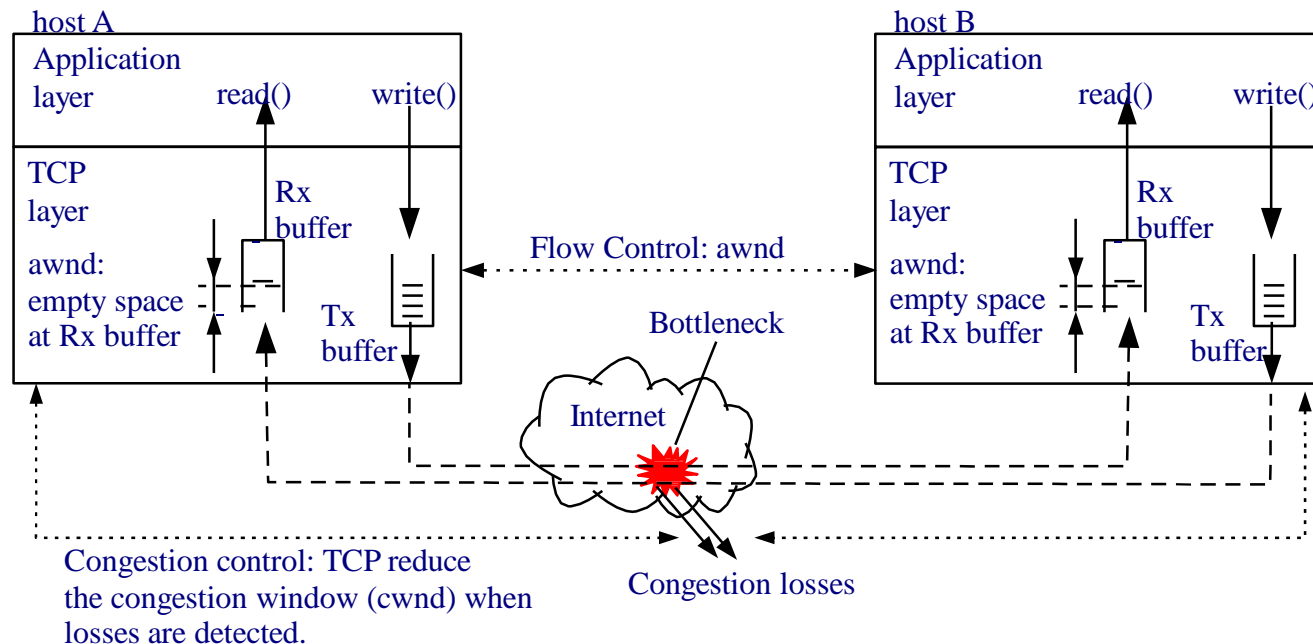 host A
Application
layer
read()
write()
TCP
layer
Rx
buffer
awnd:
empty space
at Rx buffer
Tx
buffer
host B
Application
layer
read()
write()
TCP
layer
Rx
buffer
awnd:
empty space
at Rx buffer
Tx
buffer
Flow Control: awnd
Bottleneck
Internet
Congestion losses
Congestion control: TCP reduce
the congestion window (cwnd) when
losses are detected.